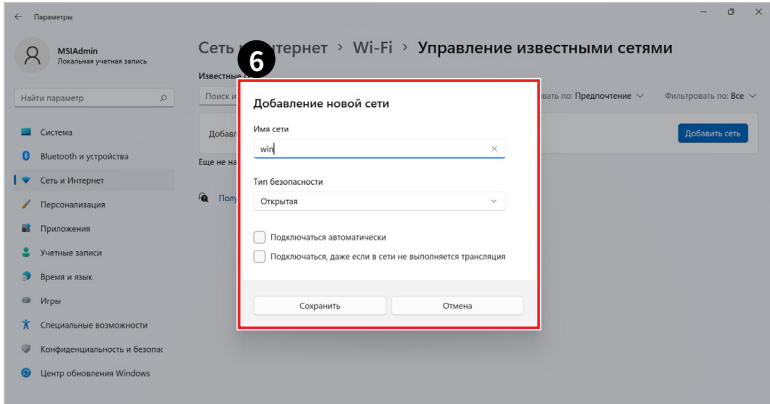 Параметры
MSIAdmin
Локальная учетная запись
Найти параметр
Система
Bluetooth и устройства
Сеть и Интернет
Персонализация
Приложения
Учетные записи
Время и язык
Игры
Специальные возможности
Конфиденциальность и безопас
Центр обновления Windows
Сеть тернет > Wi-Fi > Управление известными сетями
6
Известные с
Поиск и
вать по: Предпочтение
Фильтровать по: Все
Добавл
Добавить сеть
Еще не на
Полу
Добавление новой сети
Имя сети
win
Тип безопасности
Открытая
Подключаться автоматически
Подключаться, даже если в сети не выполняется трансляция
Сохранить
Отмена